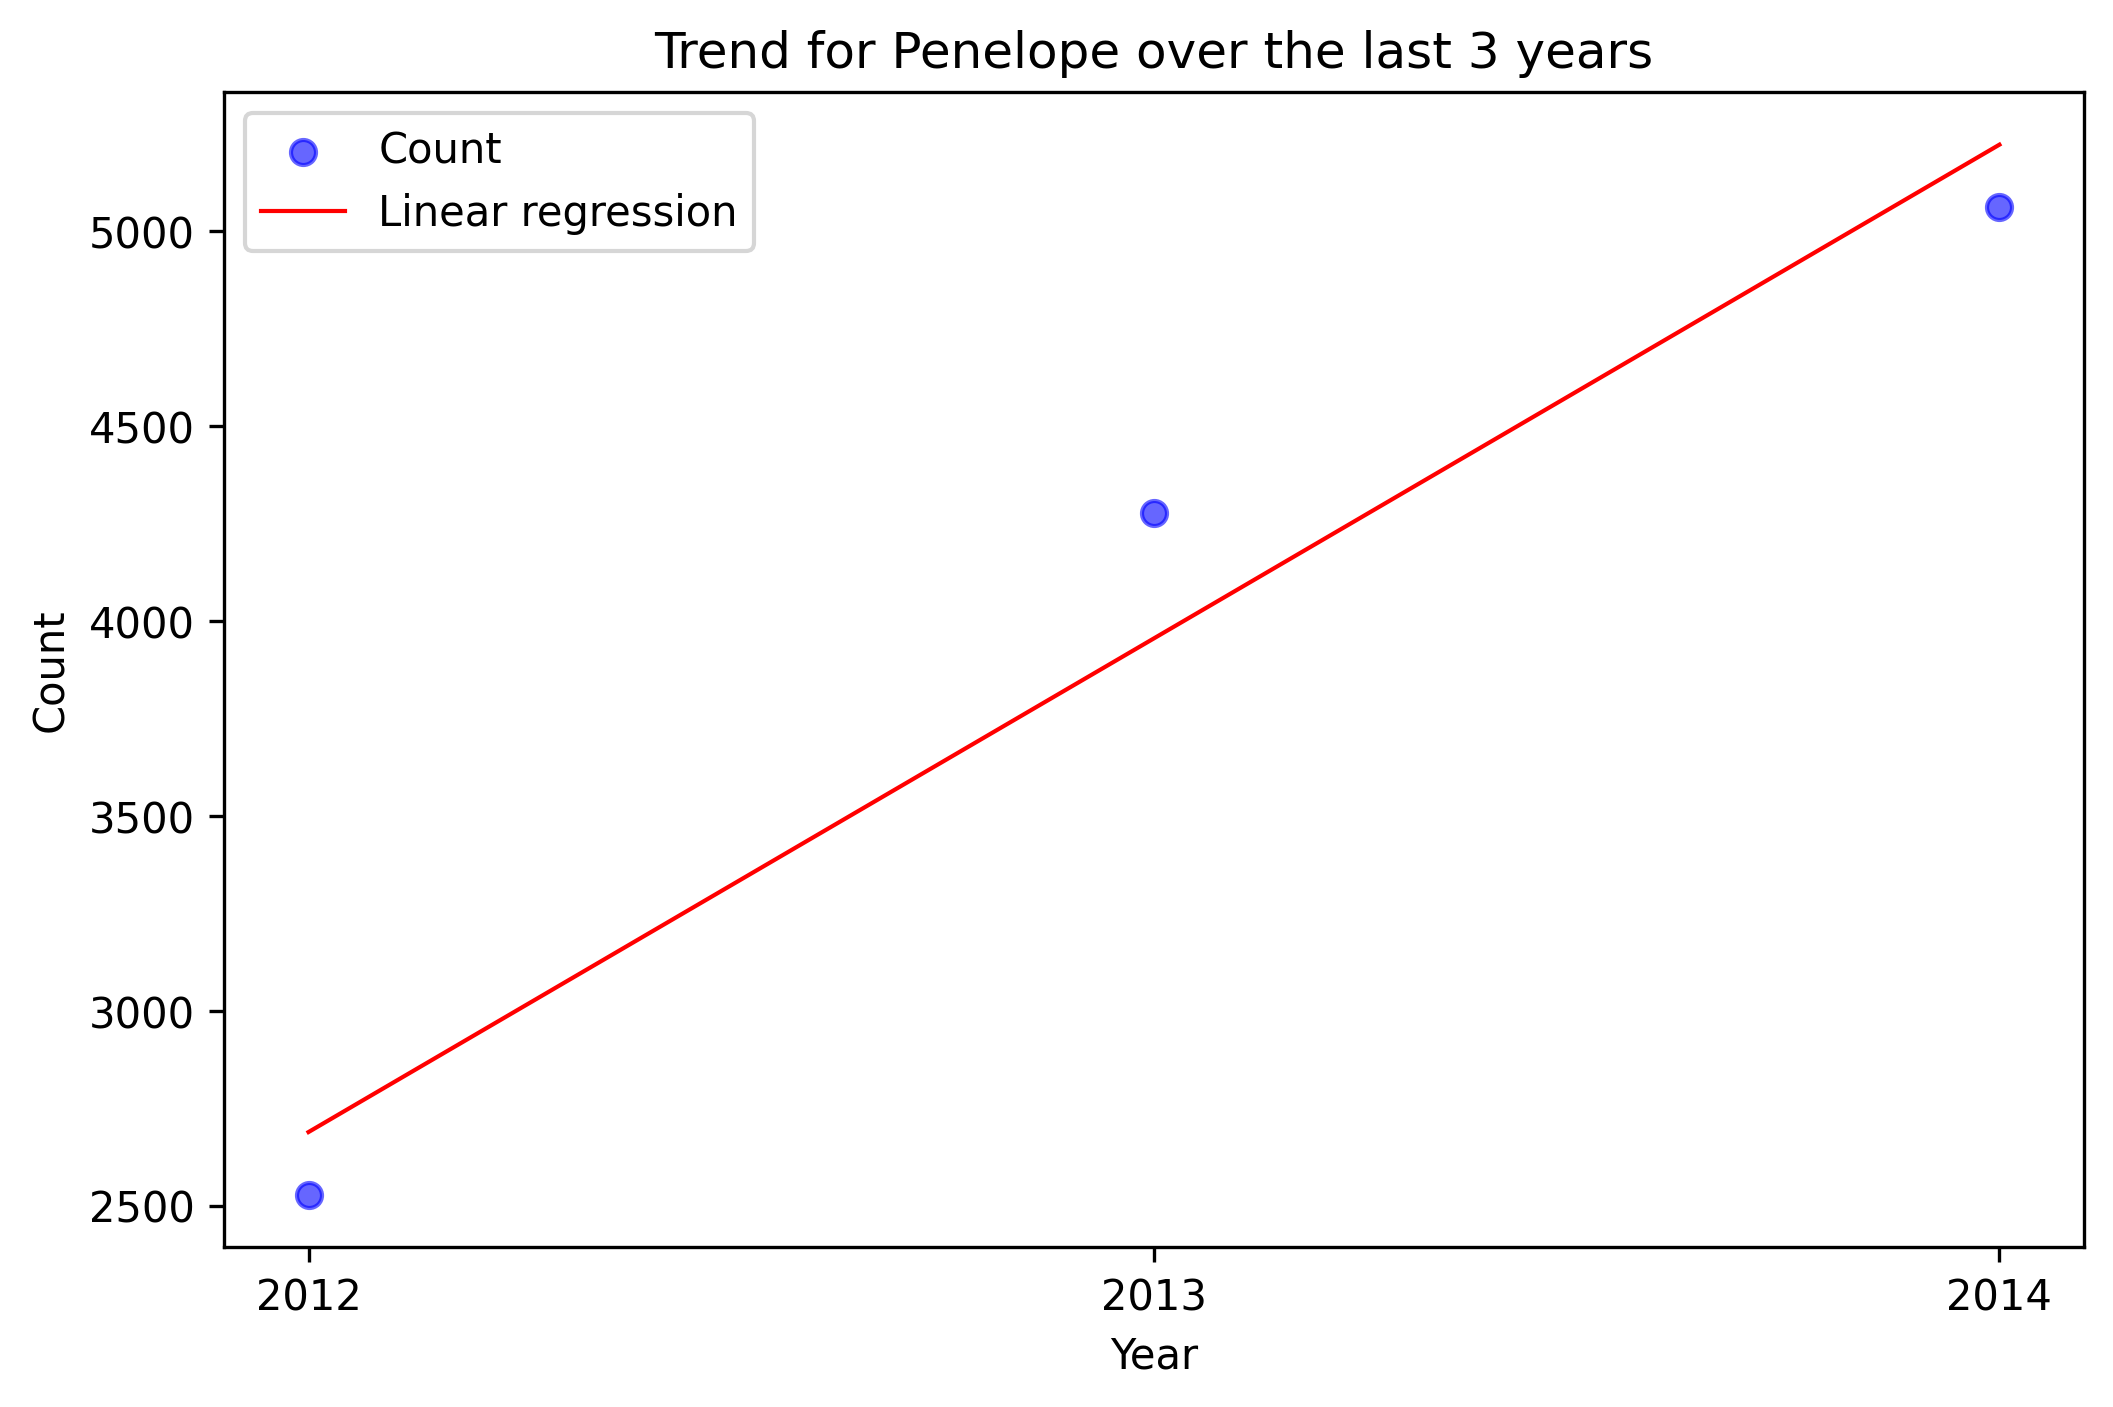 Trend for Penelope over the last 3 years
Count
Linear regression
5000
4500
4000
3500
3000
2500
Count
2012
2013
2014
Year